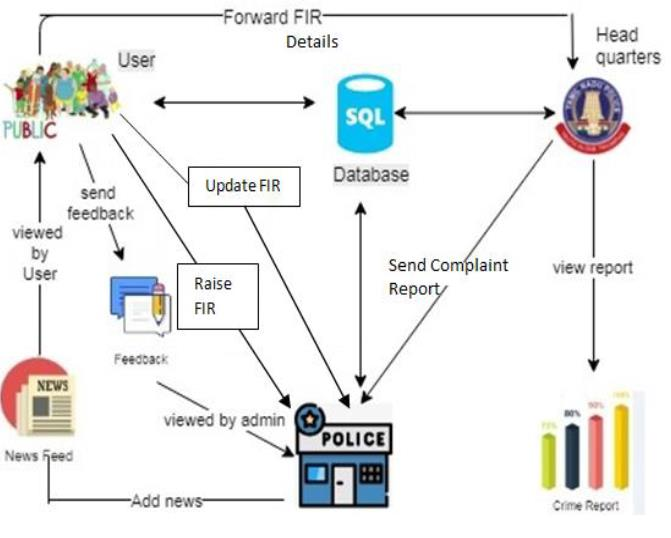 Forward FIR
Details
Head
quarters
User
PUBLIC
SQL
Database
Update FIR
send
feedback
viewed
by
User
Raise
FIR
Send Complaint
Report
view report
Feedback
NEWS
News Feed
viewed by admin
POLICE
Add news
80%
90%
100%
Crime Report